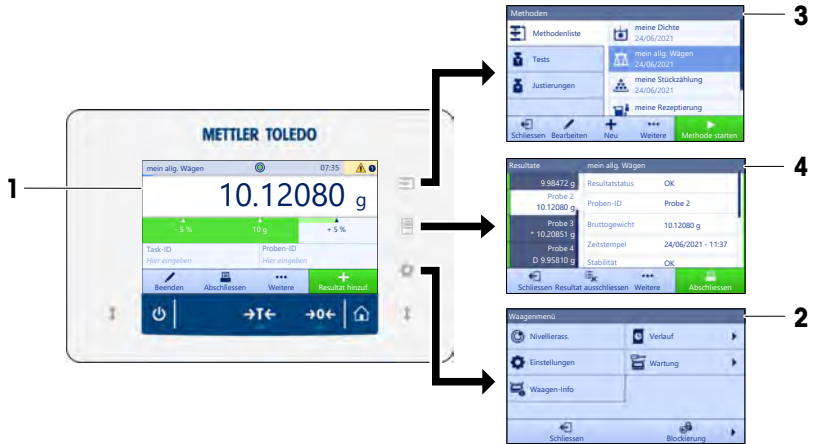 1
METTLER TOLEDO
mein allg. Wägen 07:35
10.12080 g
- 5 % 10 g + 5 %
Task-ID Proben-ID
Hier eingeben Hier eingeben
Beenden Abschliessen Weitere Resultat hinzuf.
→T← →0←
3
Methoden
Methodenliste
Tests
Justierungen
meine Dichte
24/06/2021
mein allg. Wägen
24/06/2021
meine Stückzählung
24/06/2021
meine Rezeptierung
Schliessen Bearbeiten Neu Weitere Methode starten
4
Resultate mein allg. Wägen
9.98472 g
Probe 2
10.12080 g
Probe 3
* 10.20851 g
Probe 4
D 9.95810 g
Resultatstatus OK
Proben-ID Probe 2
Bruttogewicht 10.12080 g
Zeitstempel 24/06/2021 - 11:37
Stabilität OK
Schliessen Resultat ausschliessen Weitere Abschliessen
2
Waagenmenü
Nivellierass. Verlauf
Einstellungen Wartung
Waagen-Info
Schliessen Blockierung